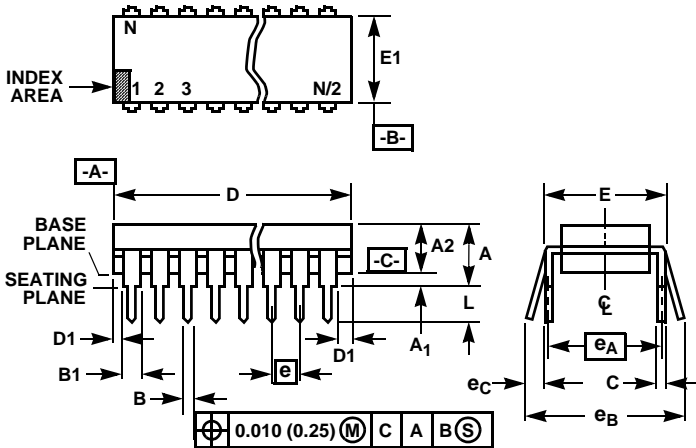 N
E1
INDEX
AREA
1 2 3 N/2
-B-
-A-
D
E
BASE
PLANE
A2
A
-C-
SEATING
PLANE
L
C
L
D1
D1
A1
eA
B1
e
eC
C
B
eB
0.010 (0.25) M C A B S